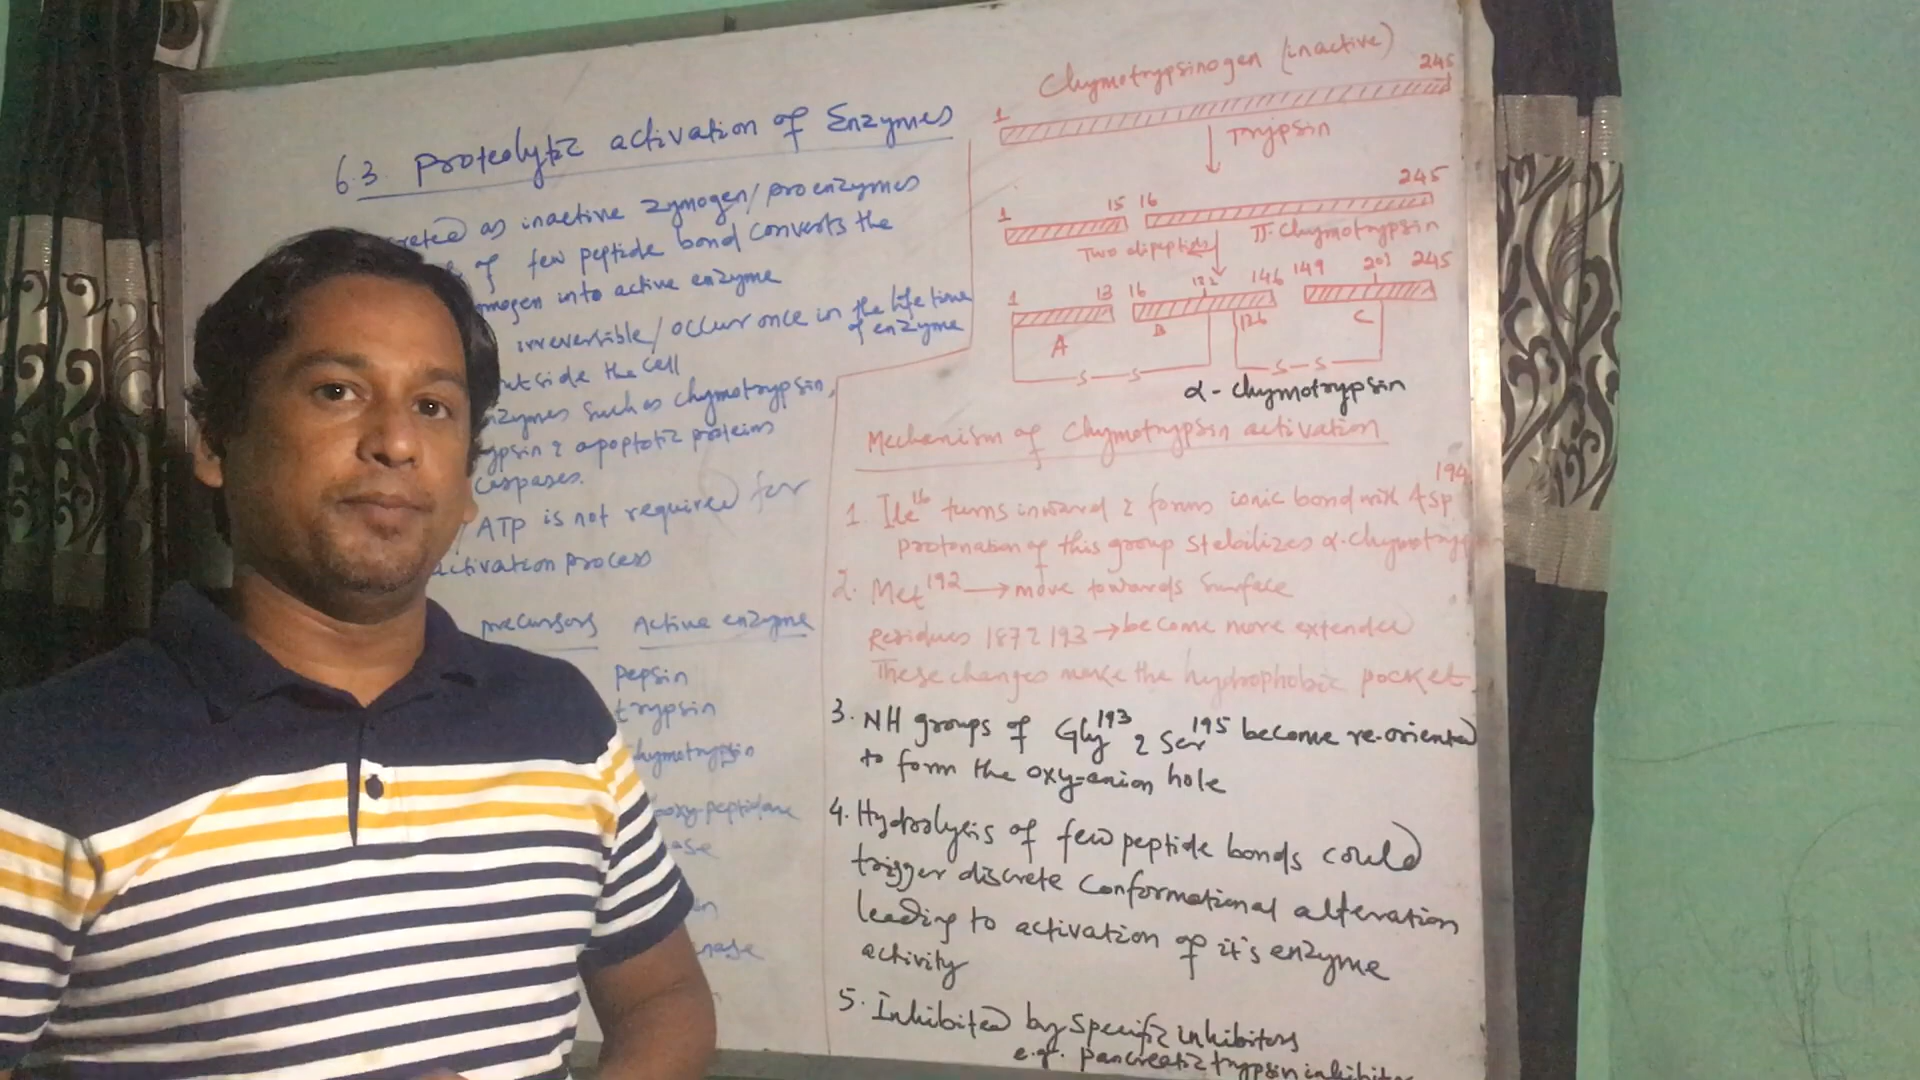 6.3. Proteolytic activation of Enzymes
as inactive zymogen/proenzymes
of few peptide bond converts the
into active enzyme
irreversible/occur once in the life time
of enzyme
the cell
such as chymotrypsin,
& apoptotic proteins
caspases.
ATP is not required for
activation process
precursors Active enzyme
pepsin
trypsin
Chymotrypsinogen (inactive)
1 245
Trypsin
1 15 16 245
Two dipeptides π-chymotrypsin
1 13 16 122 146 149 201 245
A B 136 C
S S S S
α-chymotrypsin
Mechanism of Chymotrypsin activation
1. Ile16 turns inward & forms ionic bond with Asp194
protonation of this group stabilizes
2. Met192 → move towards Surface
Residues 187 & 193 → become more extended
These changes make the hydrophobic pocket.
3. NH groups of Gly193 & Ser195 become re-oriented
to form the oxy-anion hole
4. Hydrolysis of few peptide bonds could
trigger discrete conformational alteration
leading to activation of it's enzyme
activity
5. Inhibited by Specific inhibitors
e.g. pancreatic trypsin